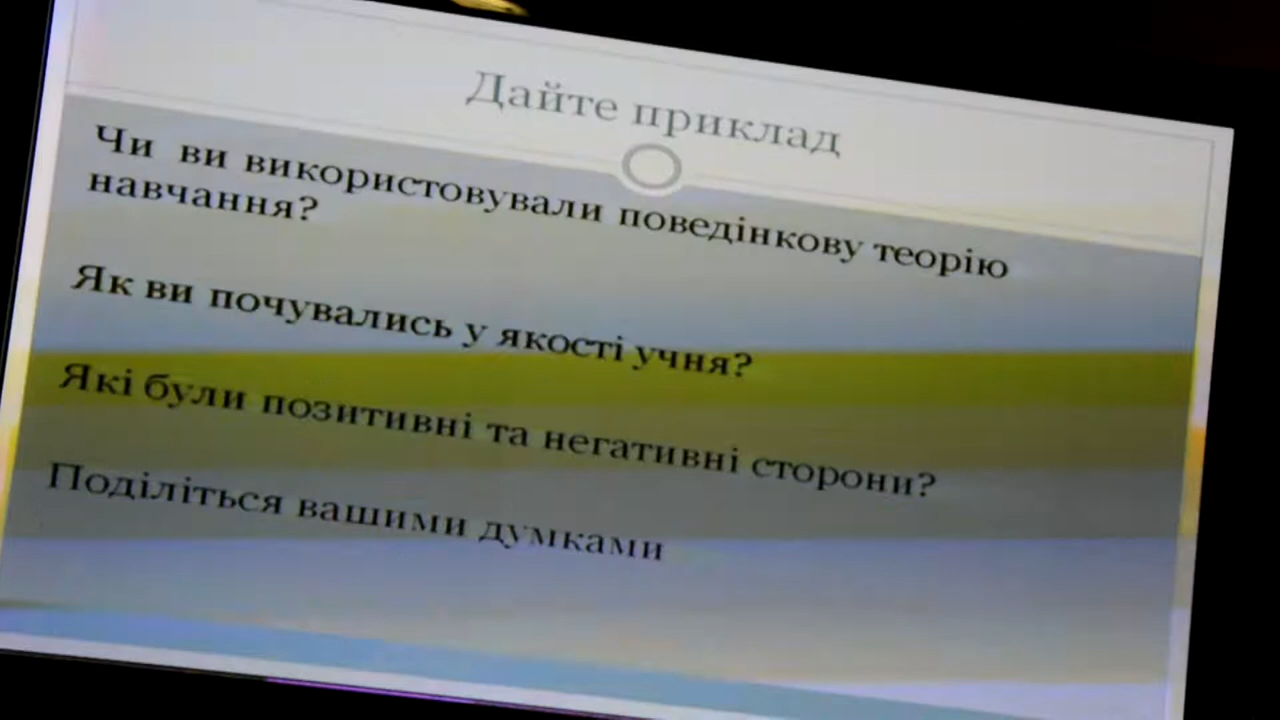 Дайте приклад
Чи ви використовували поведінкову теорію
навчання?
Як ви почувались у якості учня?
Які були позитивні та негативні сторони?
Поділіться вашими думками